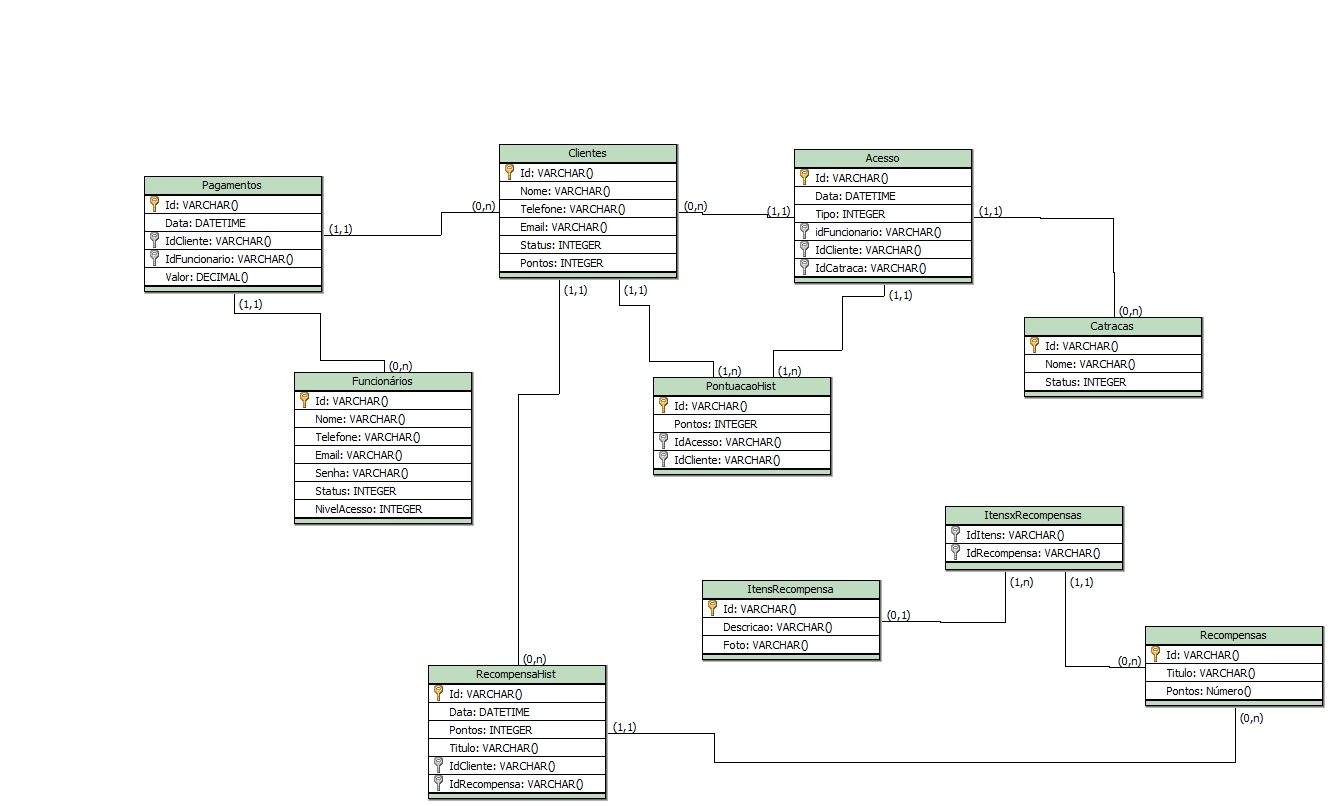 Clientes
Id: VARCHAR()
Nome: VARCHAR()
Telefone: VARCHAR()
Email: VARCHAR()
Status: INTEGER
Pontos: INTEGER
Acesso
Id: VARCHAR()
Data: DATETIME
Tipo: INTEGER
idFuncionario: VARCHAR()
IdCliente: VARCHAR()
IdCatraca: VARCHAR()
Pagamentos
Id: VARCHAR()
Data: DATETIME
IdCliente: VARCHAR()
IdFuncionario: VARCHAR()
Valor: DECIMAL()
(1,1)
(0,n)
(0,n)
(1,1)
(1,1)
(0,n)
(1,1)
(0,n)
(1,1)
(1,1)
(1,1)
(1,n)
(1,n)
Catracas
Id: VARCHAR()
Nome: VARCHAR()
Status: INTEGER
Funcionários
Id: VARCHAR()
Nome: VARCHAR()
Telefone: VARCHAR()
Email: VARCHAR()
Senha: VARCHAR()
Status: INTEGER
NivelAcesso: INTEGER
PontuacaoHist
Id: VARCHAR()
Pontos: INTEGER
IdAcesso: VARCHAR()
IdCliente: VARCHAR()
ItensxRecompensas
IdItens: VARCHAR()
IdRecompensa: VARCHAR()
(1,n)
(1,1)
ItensRecompensa
Id: VARCHAR()
Descricao: VARCHAR()
Foto: VARCHAR()
(0,1)
(0,n)
Recompensas
Id: VARCHAR()
Titulo: VARCHAR()
Pontos: Número()
(0,n)
(0,n)
RecompensaHist
Id: VARCHAR()
Data: DATETIME
Pontos: INTEGER
Titulo: VARCHAR()
IdCliente: VARCHAR()
IdRecompensa: VARCHAR()
(1,1)